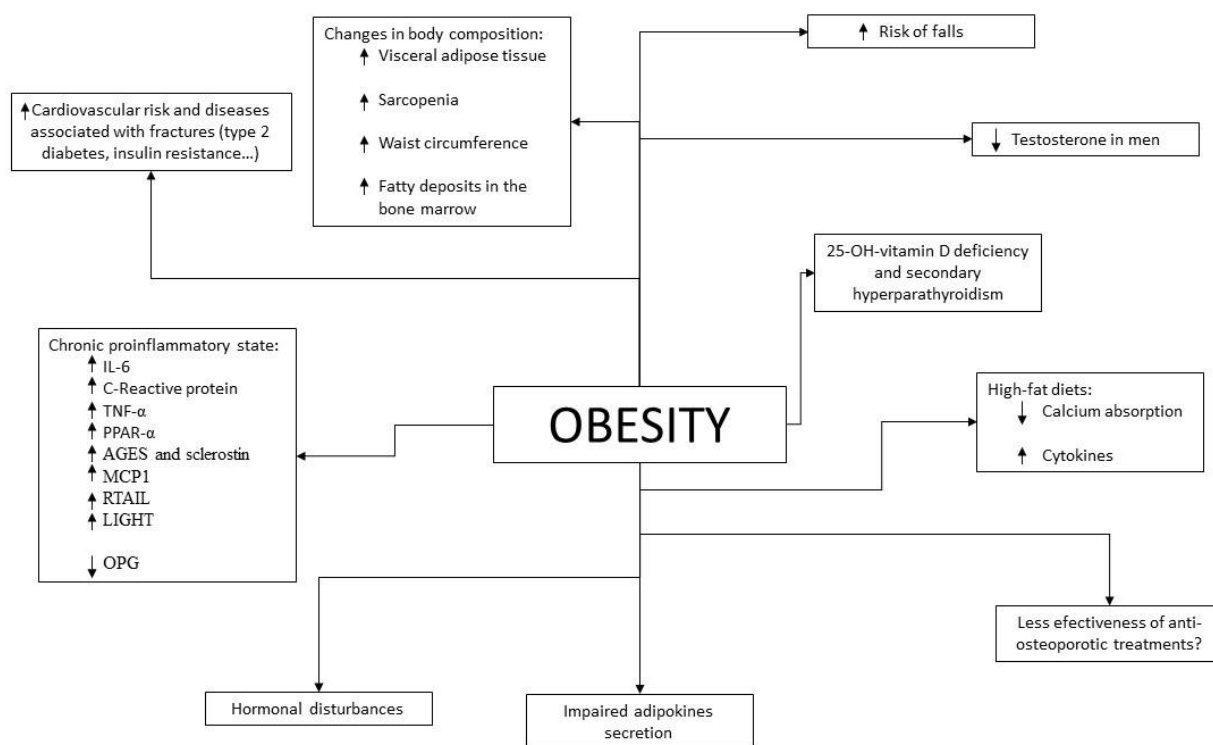 Changes in body composition:
↑ Visceral adipose tissue
↑ Sarcopenia
↑ Waist circumference
↑ Fatty deposits in the
bone marrow
↑ Risk of falls
↑ Cardiovascular risk and diseases
associated with fractures (type 2
diabetes, insulin resistance...)
↓ Testosterone in men
25-OH-vitamin D deficiency
and secondary
hyperparathyroidism
Chronic proinflammatory state:
↑ IL-6
↑ C-Reactive protein
↑ TNF-α
↑ PPAR-α
↑ AGES and sclerostin
↑ MCP1
↑ RTAIL
↑ LIGHT
↓ OPG
OBESITY
High-fat diets:
↓ Calcium absorption
↑ Cytokines
Less efectiveness of anti-
osteoporotic treatments?
Hormonal disturbances
Impaired adipokines
secretion